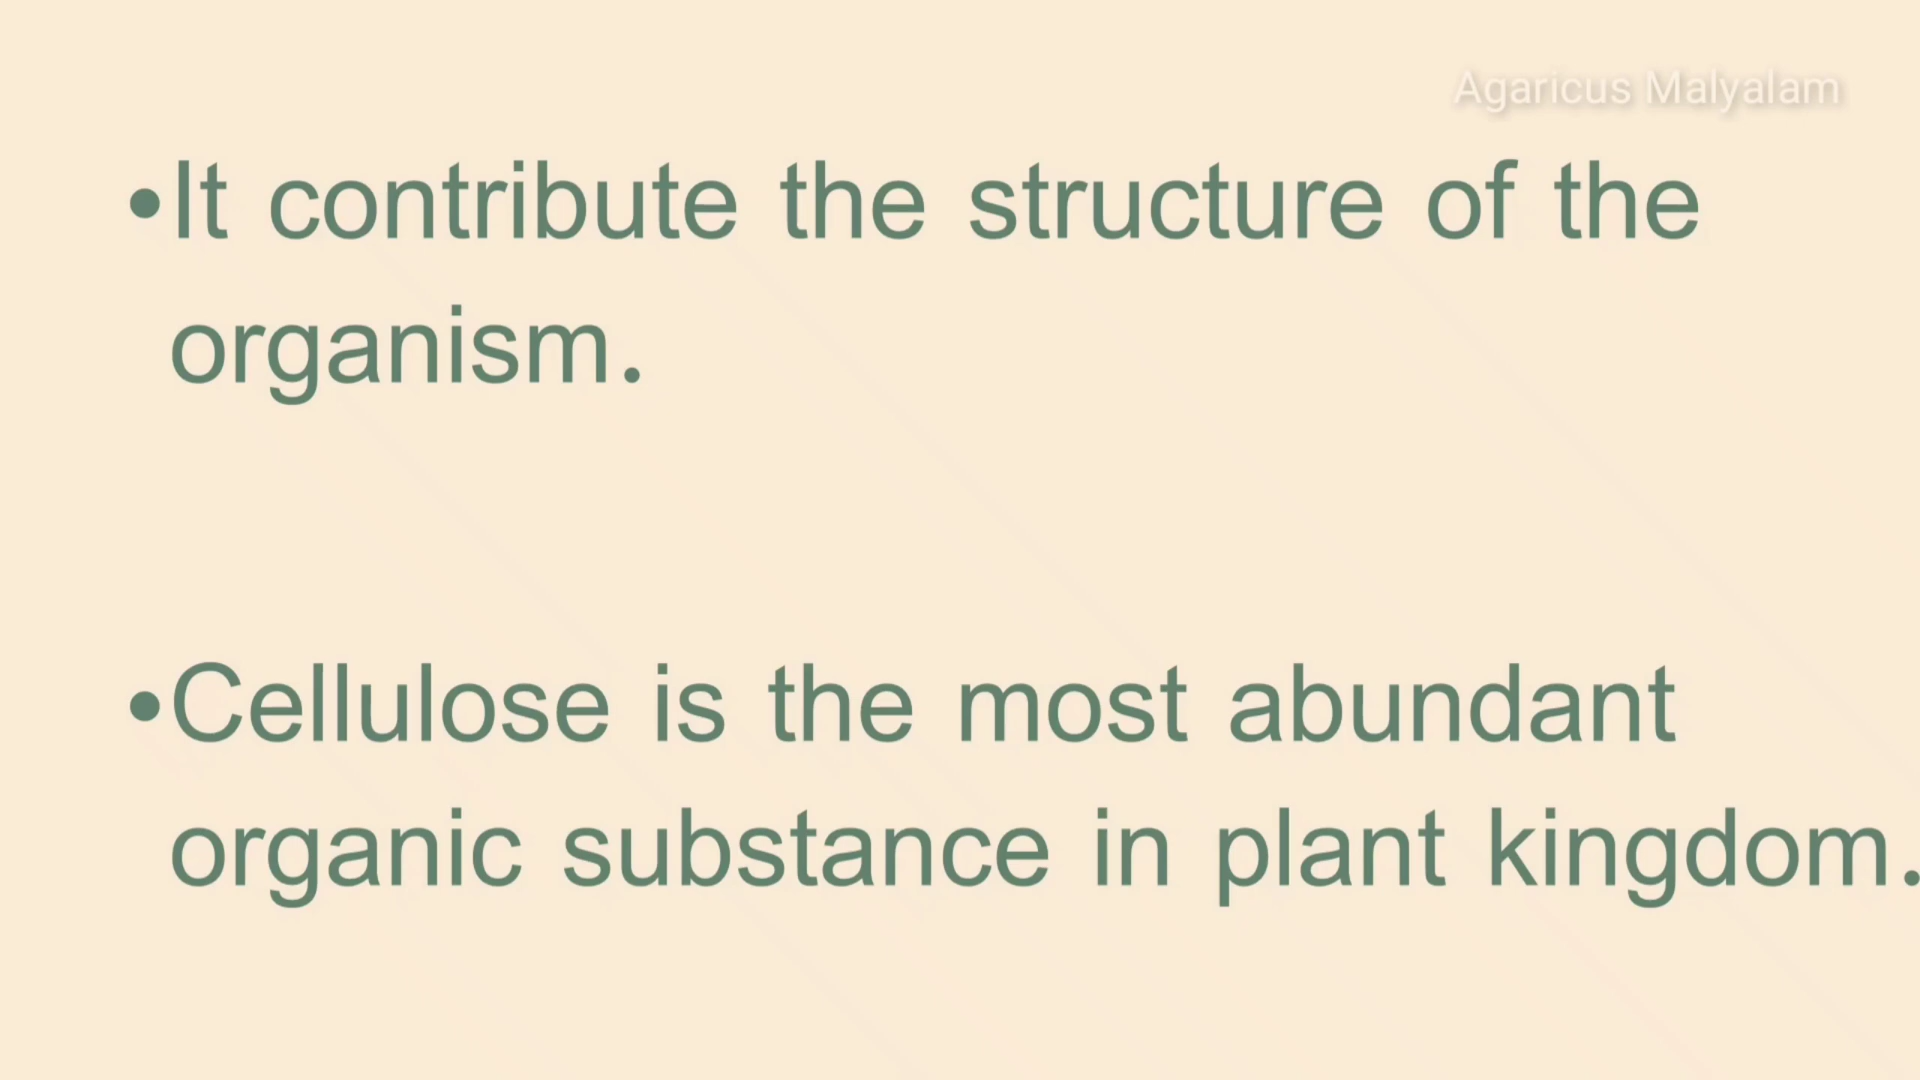 Agaricus Malyalam
•It contribute the structure of the
organism.
•Cellulose is the most abundant
organic substance in plant kingdom.